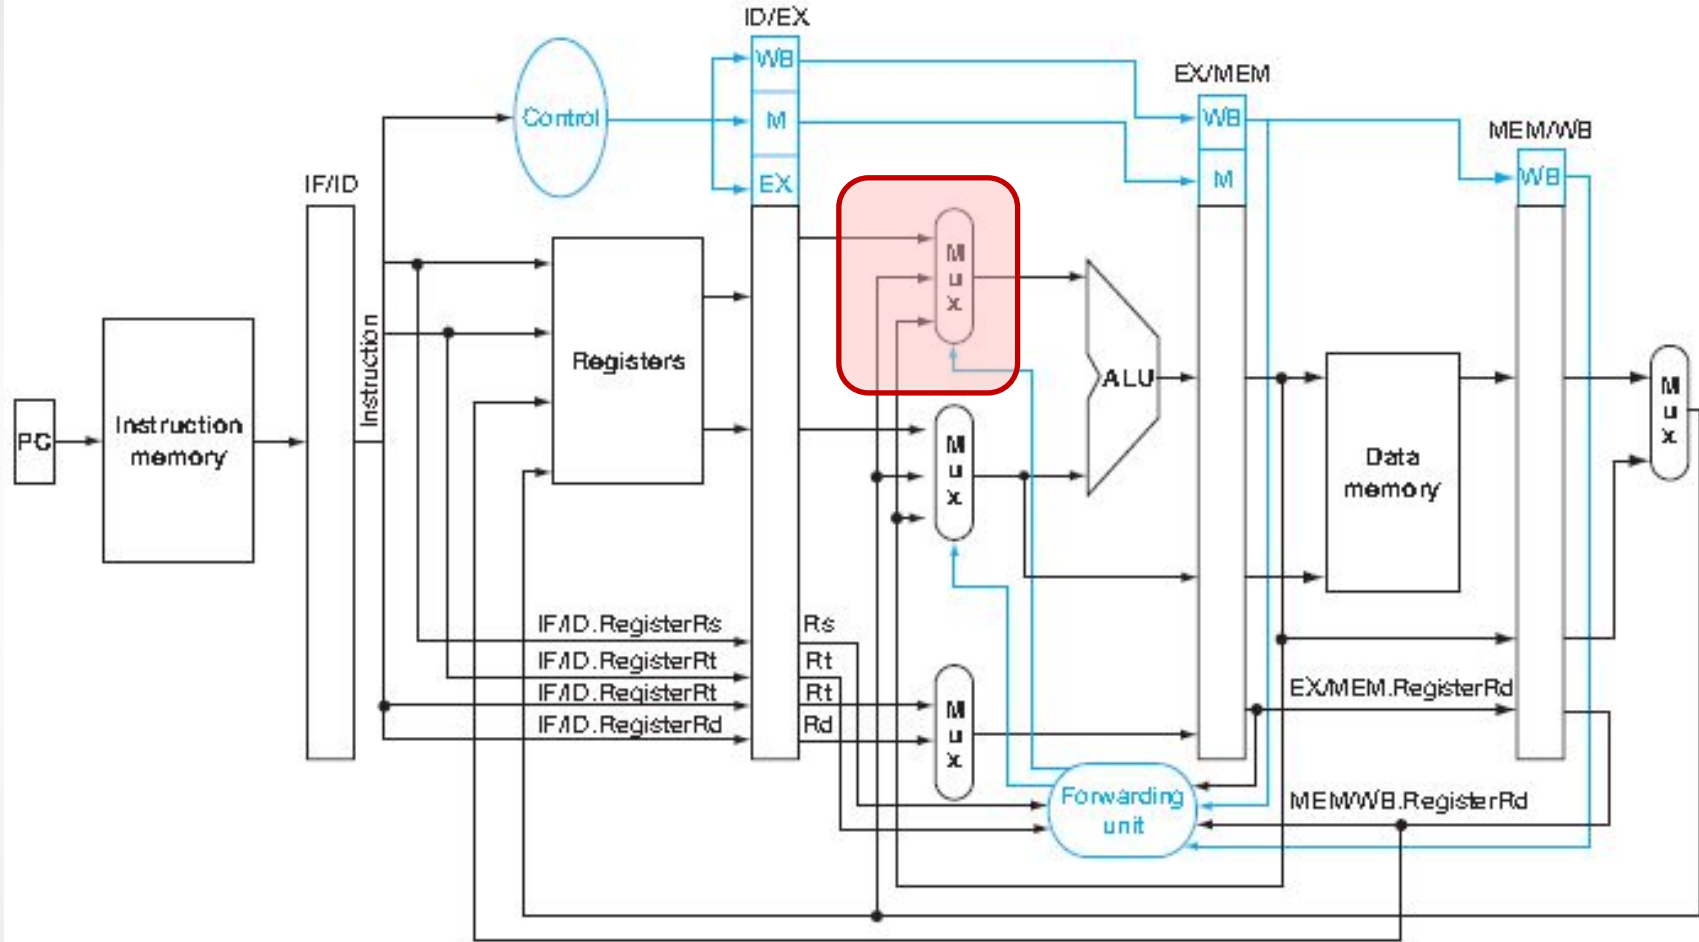 ID/EX
WB
M
EX
Control
EX/MEM
WB
M
MEM/WB
WB
IF/ID
Instruction
PC
Instruction
memory
Registers
M
u
x
M
u
x
ALU
Data
memory
M
u
x
IF/ID.RegisterRs
IF/ID.RegisterRt
IF/ID.RegisterRt
IF/ID.RegisterRd
Rs
Rt
Rt
Rd
M
u
x
EX/MEM.RegisterRd
Forwarding
unit
MEM/WB.RegisterRd